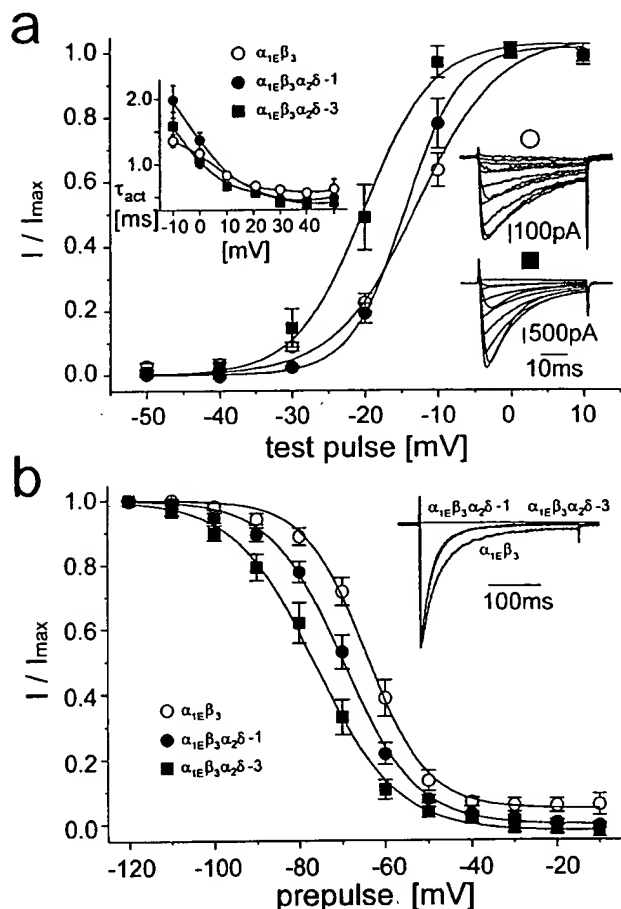 a
I / Imax
1.0
0.8
0.6
0.4
0.2
0.0
-50 -40 -30 -20 -10 0 10
test pulse [mV]
○ α1Eβ3
● α1Eβ3α2δ-1
■ α1Eβ3α2δ-3
2.0
1.0
τact
[ms]
-10 0 10 20 30 40
[mV]
100pA
500pA
10ms
b
I / Imax
1.0
0.8
0.6
0.4
0.2
0.0
-120 -100 -80 -60 -40 -20
prepulse. [mV]
○ α1Eβ3
● α1Eβ3α2δ-1
■ α1Eβ3α2δ-3
α1Eβ3α2δ-1 α1Eβ3α2δ-3
α1Eβ3
100ms